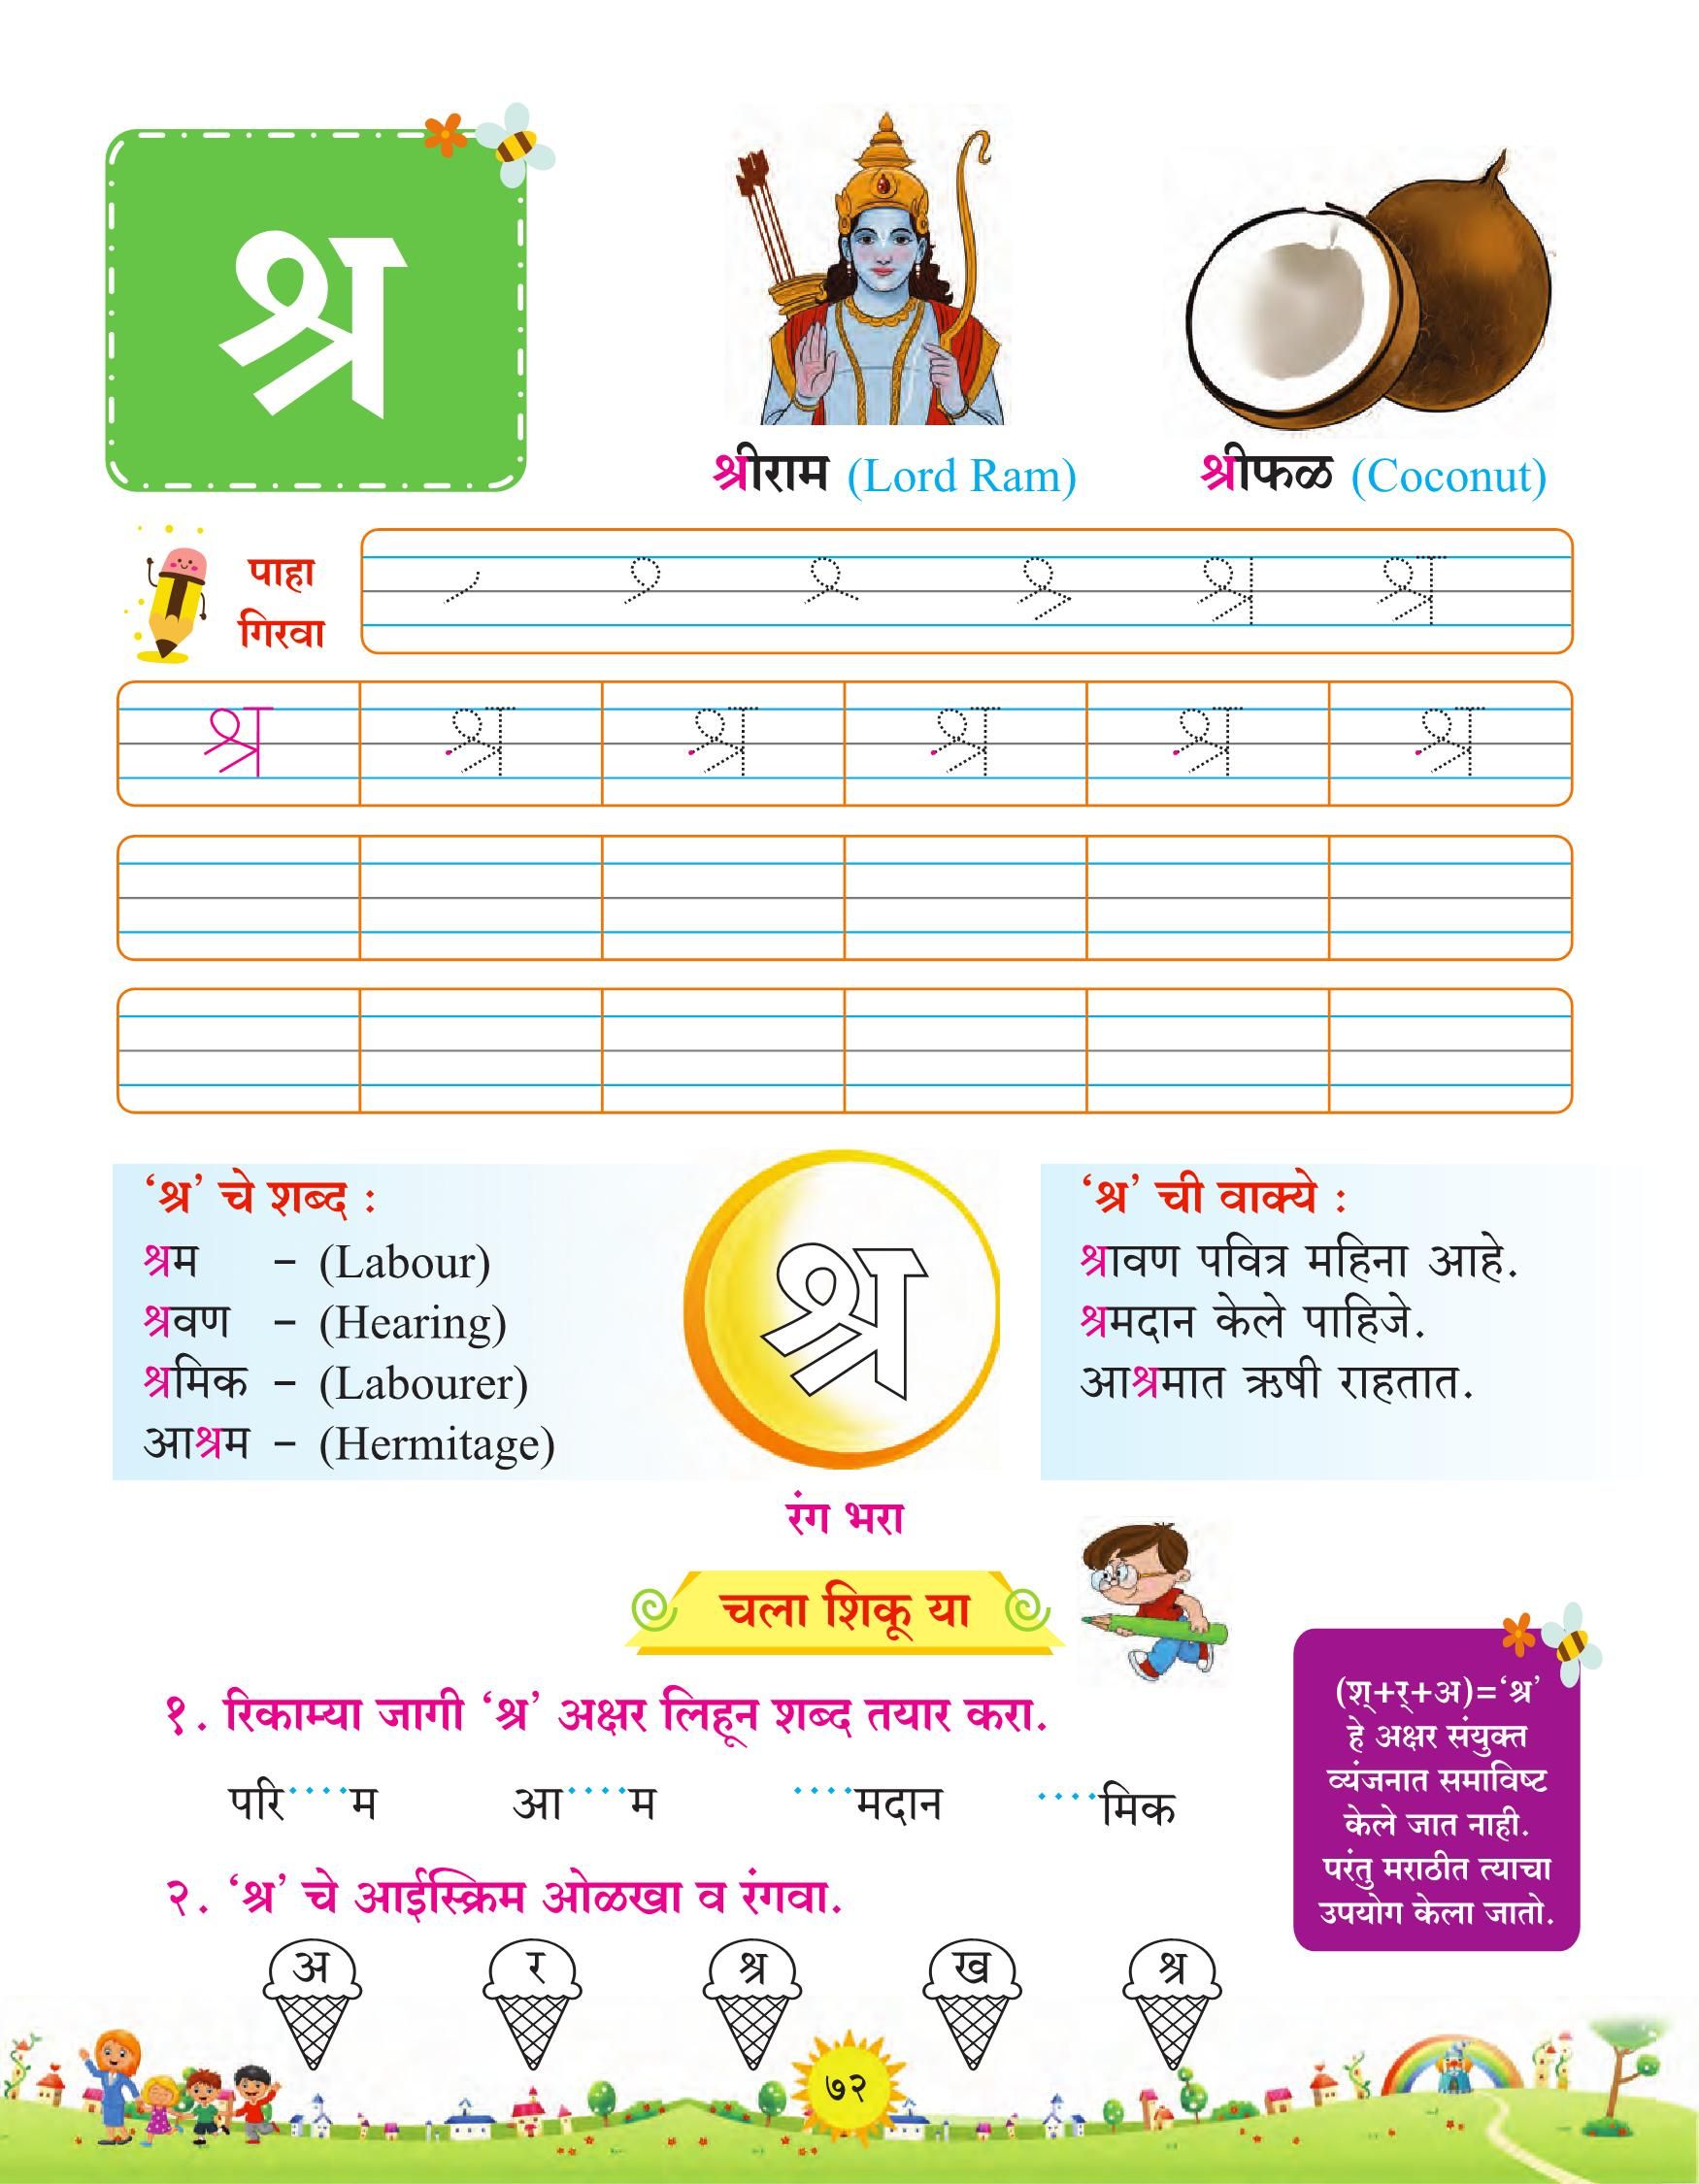 श्र
श्रीराम (Lord Ram)
श्रीफळ (Coconut)
पाहा
गिरवा
श्र श्र
श्र श्र श्र श्र श्र श्र
‘श्र’ चे शब्द :
श्रम – (Labour)
श्रवण – (Hearing)
श्रमिक – (Labourer)
आश्रम – (Hermitage)
श्र
रंग भरा
‘श्र’ ची वाक्ये :
श्रावण पवित्र महिना आहे.
श्रमदान केले पाहिजे.
आश्रमात ऋषी राहतात.
चला शिकू या
१. रिकाम्या जागी ‘श्र’ अक्षर लिहून शब्द तयार करा.
परि....म आ....म ....मदान ....मिक
२. ‘श्र’ चे आईस्क्रिम ओळखा व रंगवा.
अ र श्र ख श्र
(श्+र्+अ)=‘श्र’
हे अक्षर संयुक्त
व्यंजनात समाविष्ट
केले जात नाही.
परंतु मराठीत त्याचा
उपयोग केला जातो.
७२